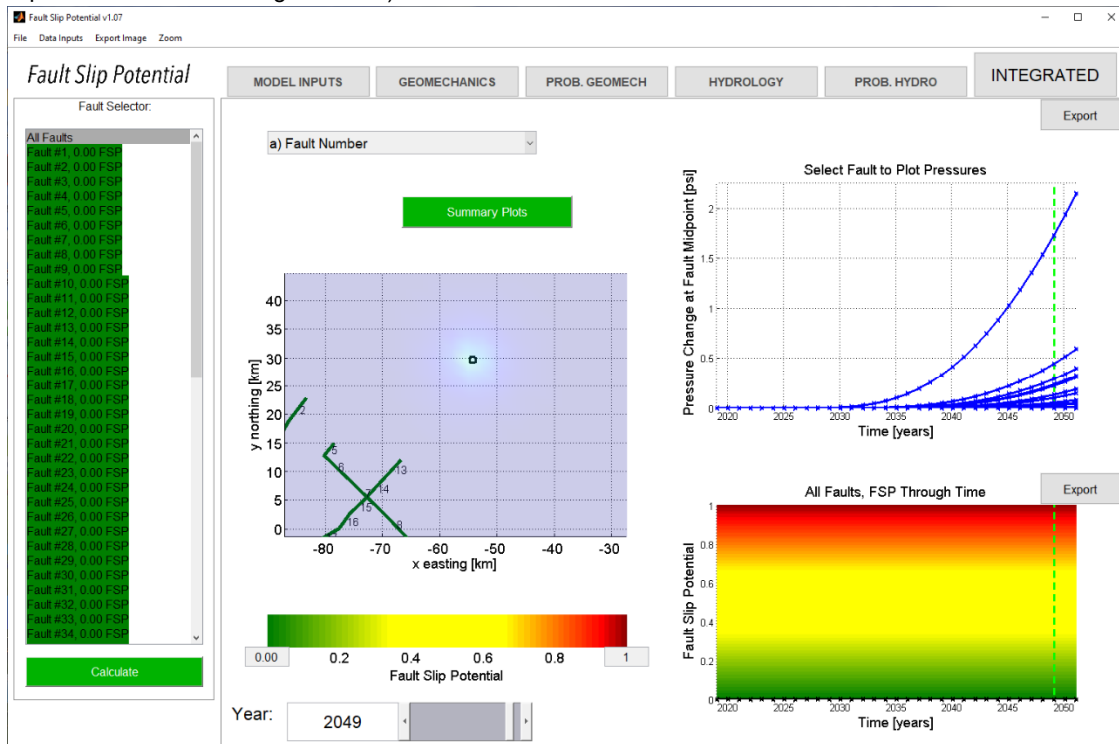 Fault Slip Potential v1.07
File Data Inputs Export Image Zoom
Fault Slip Potential
MODEL INPUTS GEOMECHANICS PROB. GEOMECH HYDROLOGY PROB. HYDRO INTEGRATED
Fault Selector:
All Faults
Fault #1, 0.00 FSP
Fault #2, 0.00 FSP
Fault #3, 0.00 FSP
Fault #4, 0.00 FSP
Fault #5, 0.00 FSP
Fault #6, 0.00 FSP
Fault #7, 0.00 FSP
Fault #8, 0.00 FSP
Fault #9, 0.00 FSP
Fault #10, 0.00 FSP
Fault #11, 0.00 FSP
Fault #12, 0.00 FSP
Fault #13, 0.00 FSP
Fault #14, 0.00 FSP
Fault #15, 0.00 FSP
Fault #16, 0.00 FSP
Fault #17, 0.00 FSP
Fault #18, 0.00 FSP
Fault #19, 0.00 FSP
Fault #20, 0.00 FSP
Fault #21, 0.00 FSP
Fault #22, 0.00 FSP
Fault #23, 0.00 FSP
Fault #24, 0.00 FSP
Fault #25, 0.00 FSP
Fault #26, 0.00 FSP
Fault #27, 0.00 FSP
Fault #28, 0.00 FSP
Fault #29, 0.00 FSP
Fault #30, 0.00 FSP
Fault #31, 0.00 FSP
Fault #32, 0.00 FSP
Fault #33, 0.00 FSP
Fault #34, 0.00 FSP
Calculate
a) Fault Number
Summary Plots
y northing [km]
40
35
30
25
20
15
10
5
0
2
5
6
13
14
7
15
16
8
-80 -70 -60 -50 -40 -30
x easting [km]
0.00 0.2 0.4 0.6 0.8 1
Fault Slip Potential
Year: 2049
Export
Select Fault to Plot Pressures
Pressure Change at Fault Midpoint [psi]
2
1.5
1
0.5
0
2020 2025 2030 2035 2040 2045 2050
Time [years]
Export
All Faults, FSP Through Time
Fault Slip Potential
1
0.8
0.6
0.4
0.2
0
2020 2025 2030 2035 2040 2045 2050
Time [years]